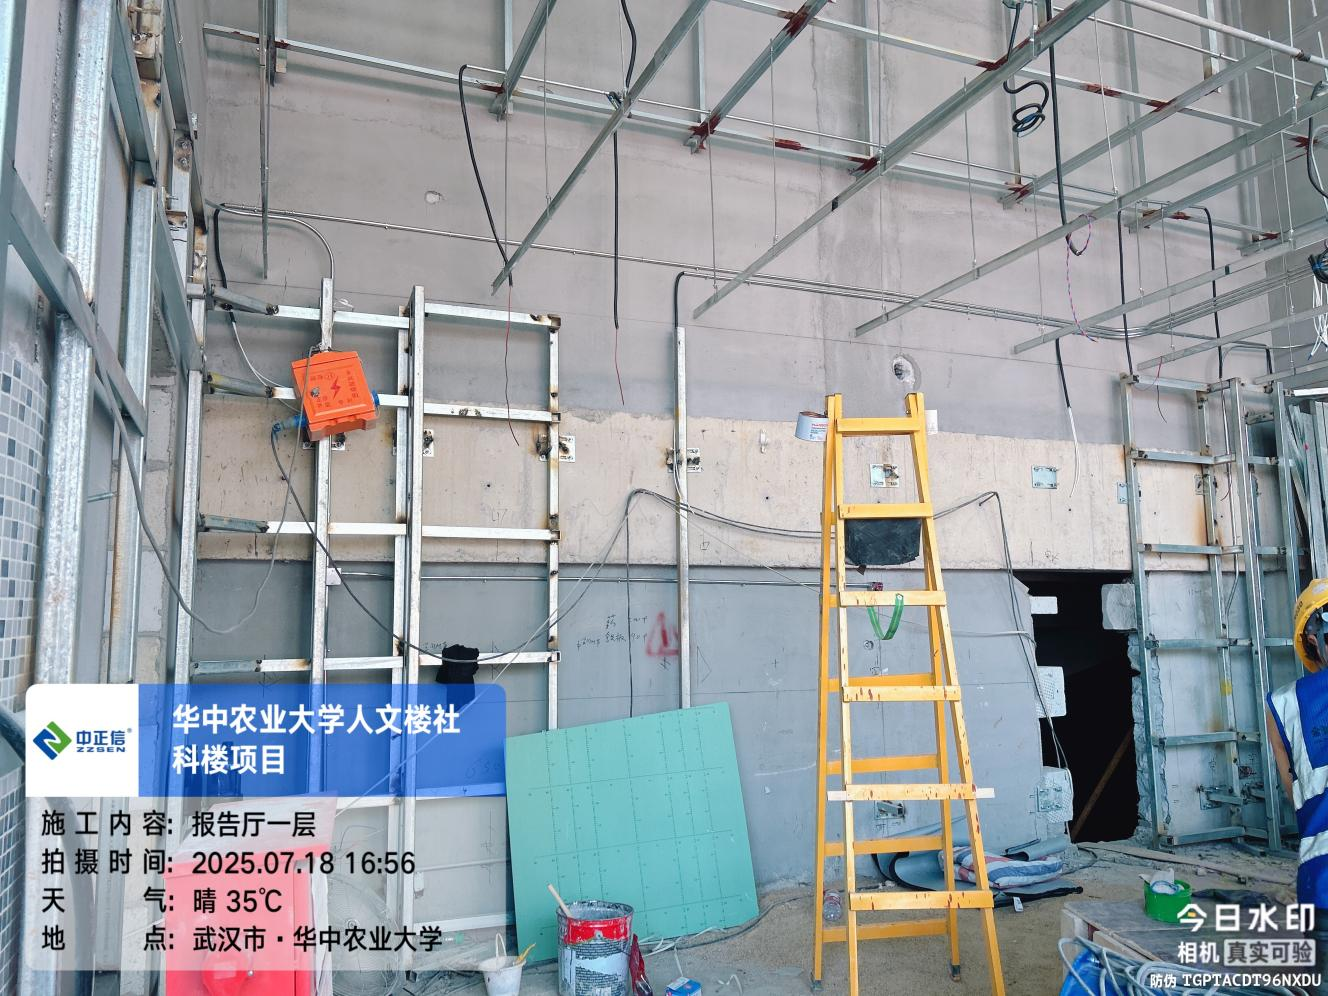 中正信
ZZSEN
华中农业大学人文楼社
科楼项目
施工内容: 报告厅一层
拍摄时间: 2025.07.18 16:56
天气: 晴 35℃
地点: 武汉市·华中农业大学
今日水印
相机 真实可验
防伪 TGPTACDT96NXDU